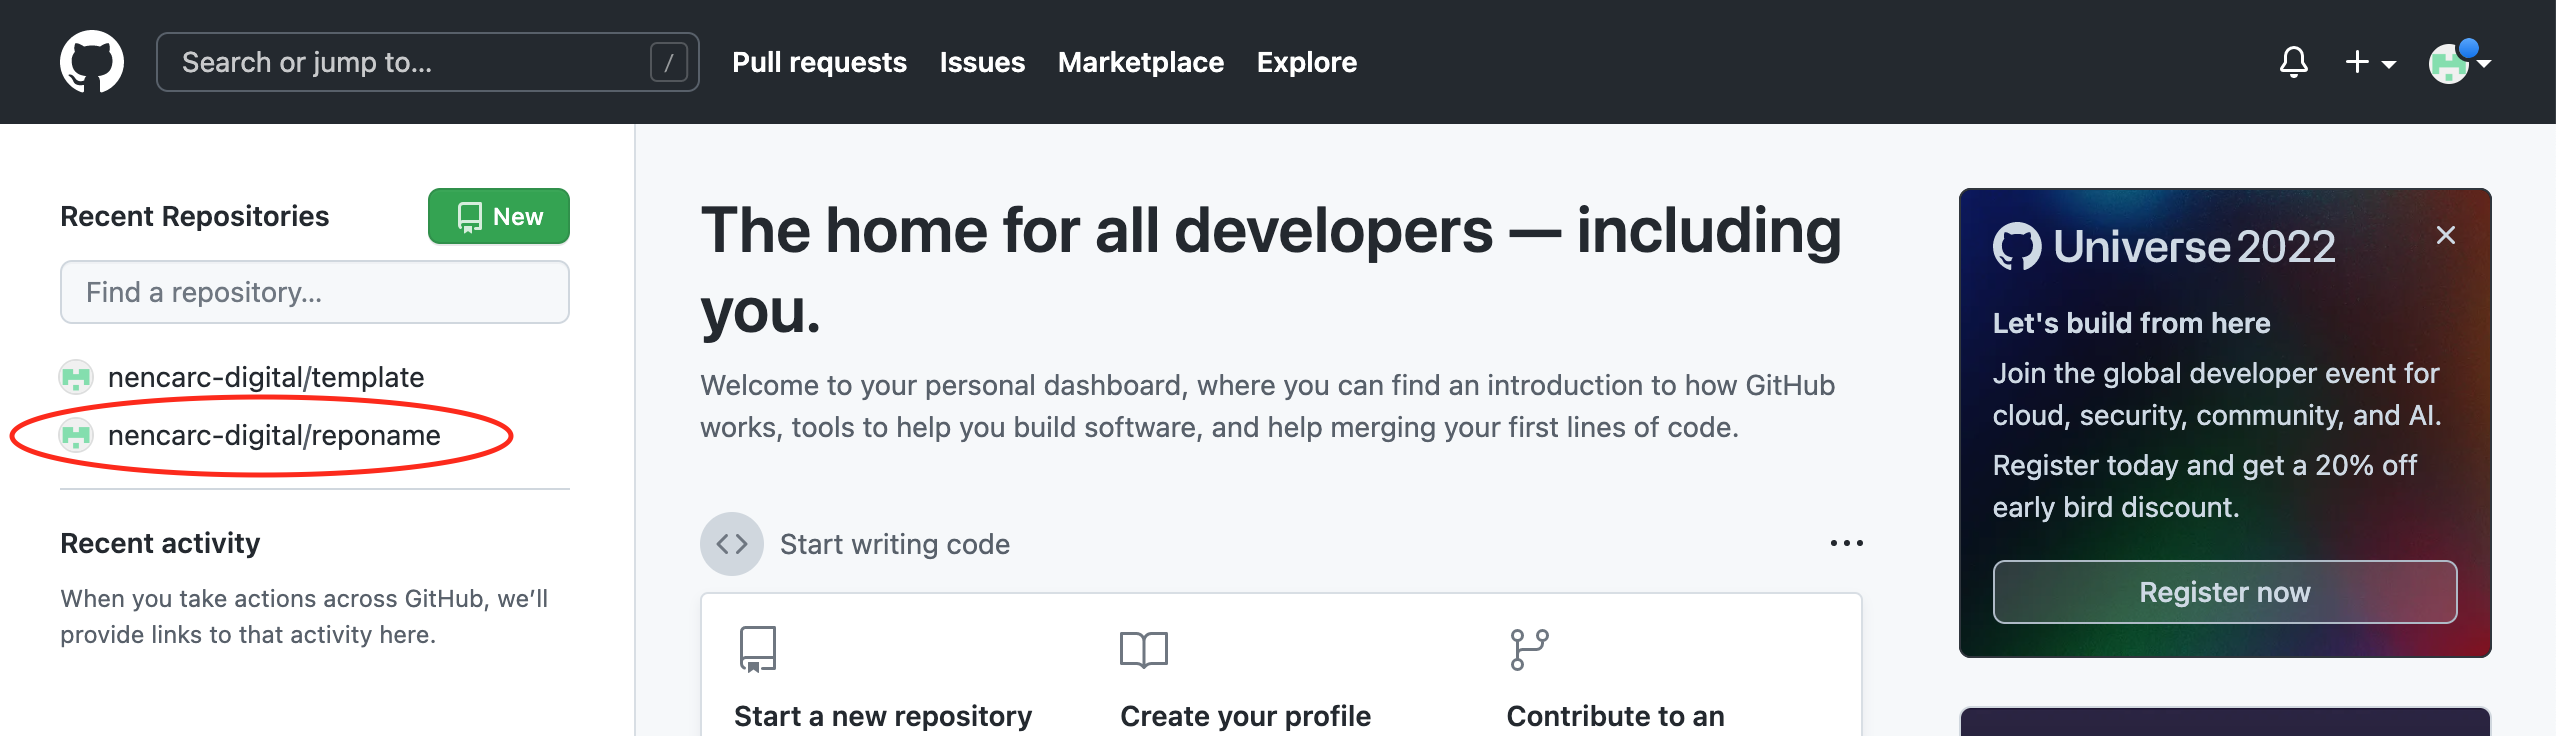 Search or jump to... /
Pull requests
Issues
Marketplace
Explore
Recent Repositories
New
Find a repository...
nencarc-digital/template
nencarc-digital/reponame
Recent activity
When you take actions across GitHub, we’ll
provide links to that activity here.
The home for all developers — including
you.
Welcome to your personal dashboard, where you can find an introduction to how GitHub
works, tools to help you build software, and help merging your first lines of code.
Start writing code
Start a new repository
Create your profile
Contribute to an
Universe 2022
Let's build from here
Join the global developer event for
cloud, security, community, and AI.
Register today and get a 20% off
early bird discount.
Register now